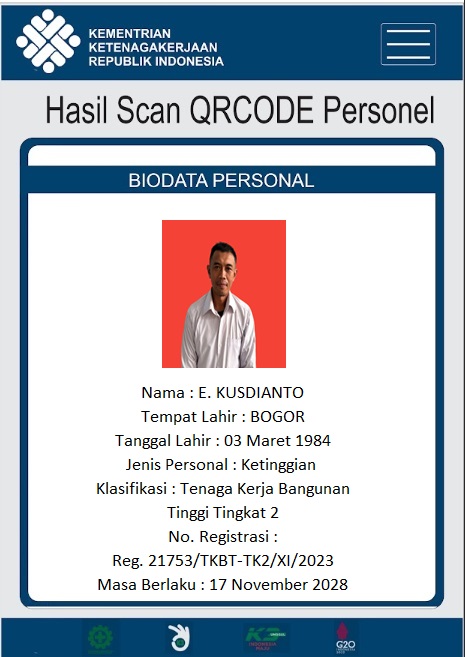 KEMENTRIAN
KETENAGAKERJAAN
REPUBLIK INDONESIA
Hasil Scan QRCODE Personel
BIODATA PERSONAL
Nama : E. KUSDIANTO
Tempat Lahir : BOGOR
Tanggal Lahir : 03 Maret 1984
Jenis Personal : Ketinggian
Klasifikasi : Tenaga Kerja Bangunan
Tinggi Tingkat 2
No. Registrasi :
Reg. 21753/TKBT-TK2/XI/2023
Masa Berlaku : 17 November 2028
G20